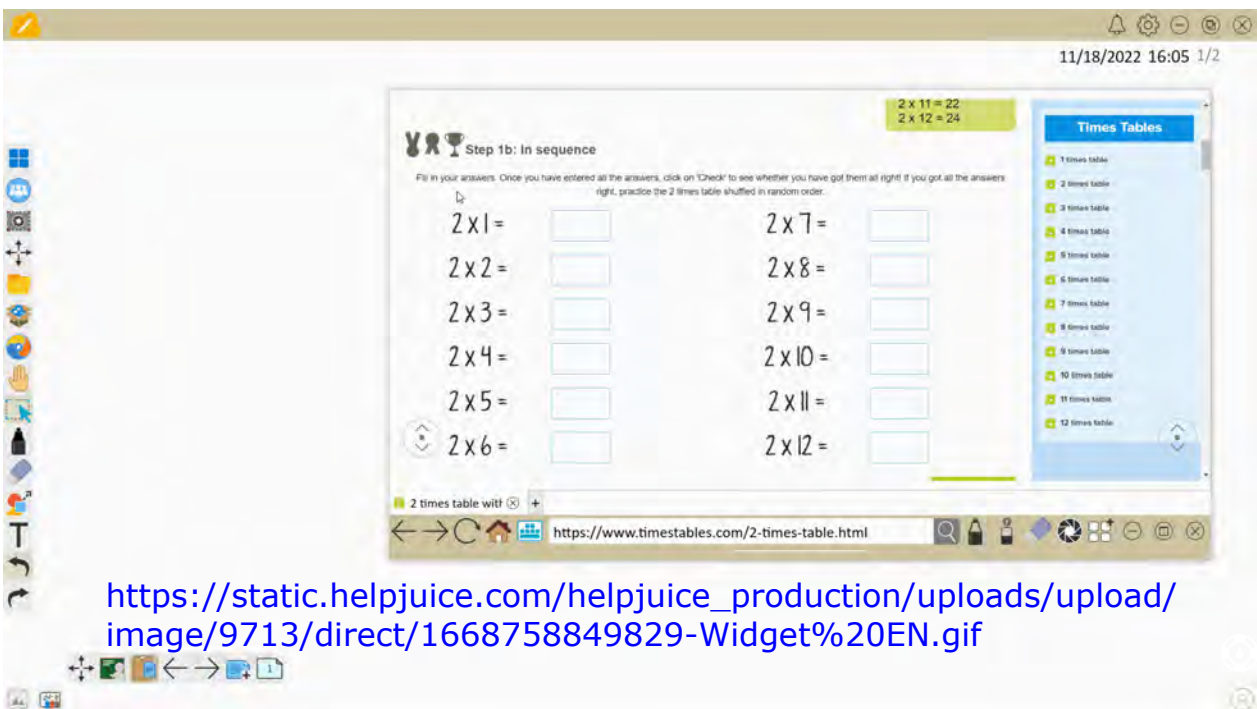 11/18/2022 16:05 1/2
2 x 11 = 22
2 x 12 = 24
Step 1b: In sequence
Fill in your answers. Once you have entered all the answers, click on 'Check' to see whether you have got them all right! If you got all the answers
right, practice the 2 times table shuffled in random order.
2 x 1 =
2 x 2 =
2 x 3 =
2 x 4 =
2 x 5 =
2 x 6 =
2 x 7 =
2 x 8 =
2 x 9 =
2 x 10 =
2 x 11 =
2 x 12 =
Times Tables
1 times table
2 times table
3 times table
4 times table
5 times table
6 times table
7 times table
8 times table
9 times table
10 times table
11 times table
12 times table
2 times table with
https://www.timestables.com/2-times-table.html
https://static.helpjuice.com/helpjuice_production/uploads/upload/
image/9713/direct/1668758849829-Widget%20EN.gif
T
1